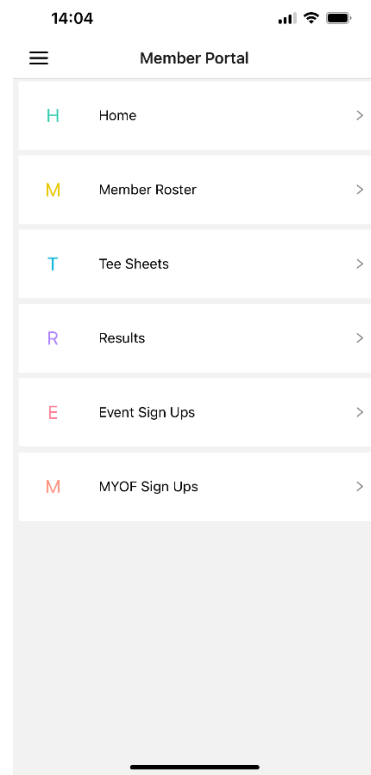 14:04
Member Portal
H Home
M Member Roster
T Tee Sheets
R Results
E Event Sign Ups
M MYOF Sign Ups